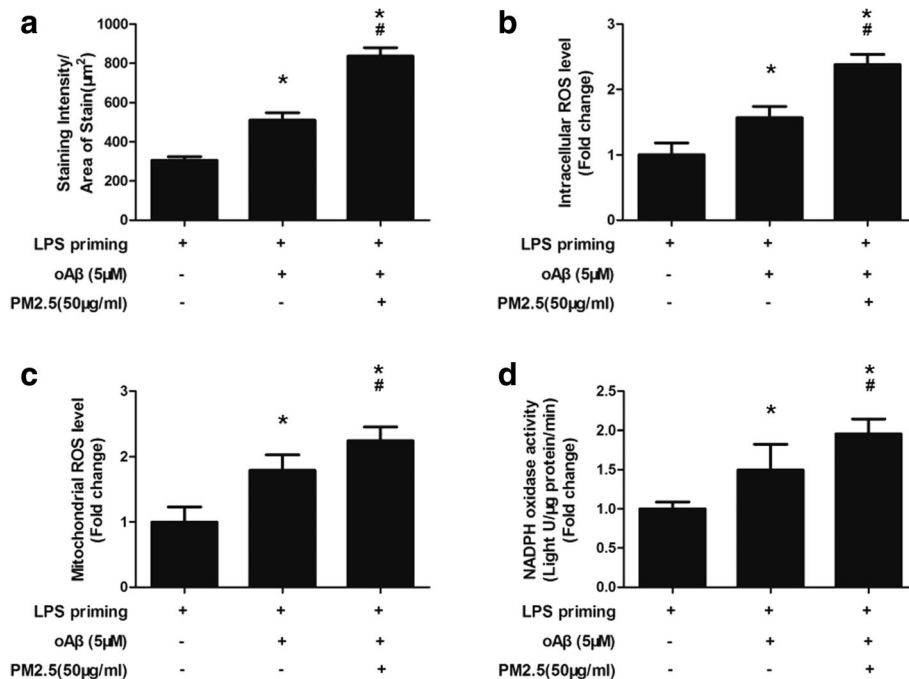 a
Staining Intensity/
Area of Stain(µm²)
1000
800
600
400
200
0
*
*
#
LPS priming + + +
oAβ (5µM) - + +
PM2.5(50µg/ml) - - +
b
Intracellular ROS level
(Fold change)
3
2
1
0
*
*
#
LPS priming + + +
oAβ (5µM) - + +
PM2.5(50µg/ml) - - +
c
Mitochondrial ROS level
(Fold change)
3
2
1
0
*
*
#
LPS priming + + +
oAβ (5µM) - + +
PM2.5(50µg/ml) - - +
d
NADPH oxidase activity
(Light U/µg protein/min)
(Fold change)
2.5
2.0
1.5
1.0
0.5
0.0
*
*
#
LPS priming + + +
oAβ (5µM) - + +
PM2.5(50µg/ml) - - +